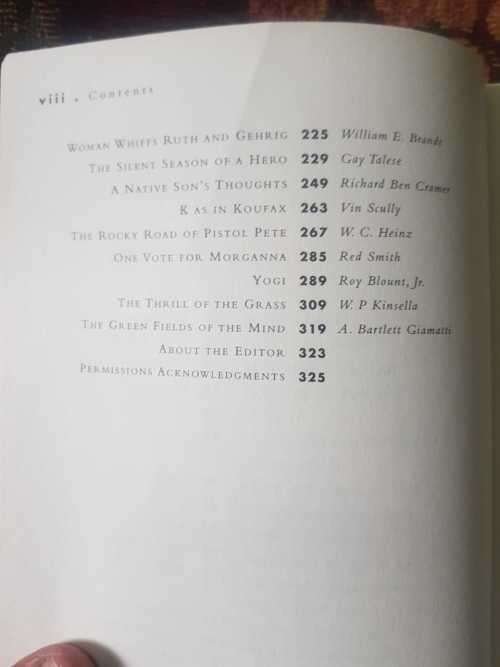 viii • Contents
Woman Whiffs Ruth and Gehrig 225 William E. Brandt
The Silent Season of a Hero 229 Gay Talese
A Native Son's Thoughts 249 Richard Ben Cramer
K as in Koufax 263 Vin Scully
The Rocky Road of Pistol Pete 267 W. C. Heinz
One Vote for Morganna 285 Red Smith
Yogi 289 Roy Blount, Jr.
The Thrill of the Grass 309 W. P Kinsella
The Green Fields of the Mind 319 A. Bartlett Giamatti
About the Editor 323
Permissions Acknowledgments 325